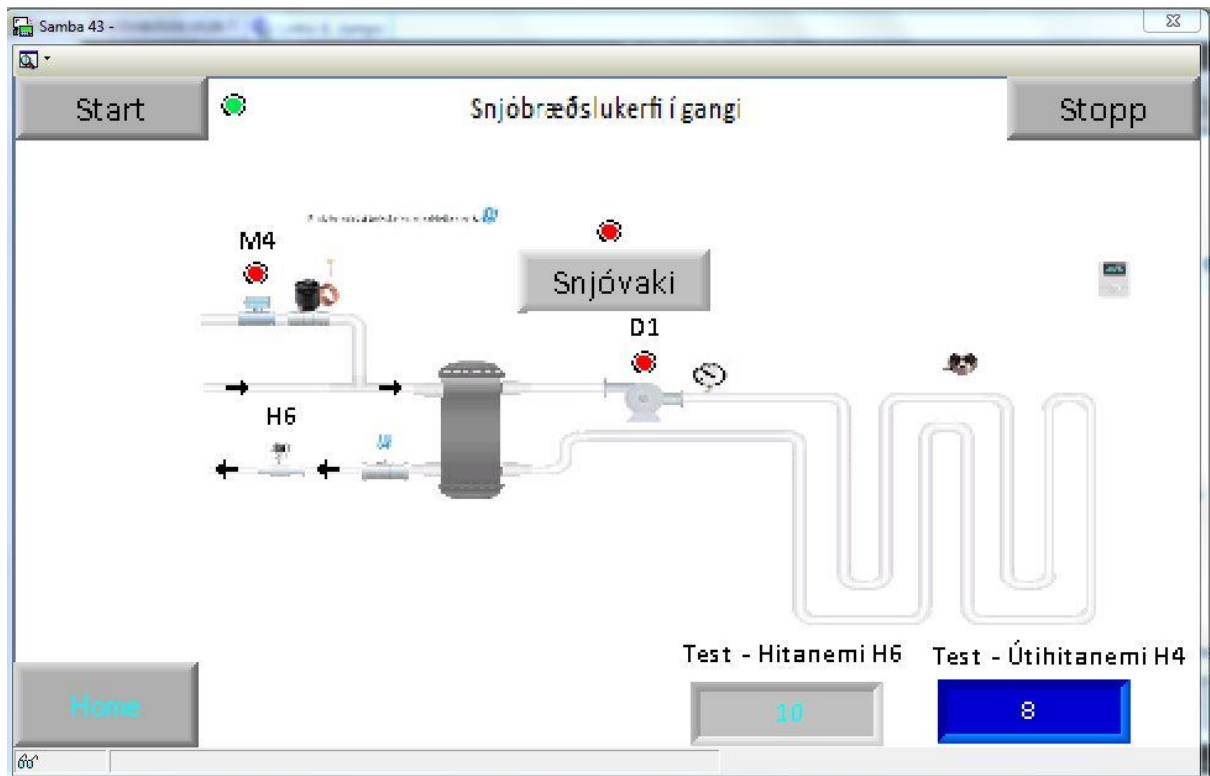 Samba 43 -
Start
Snjóbræðslukerfi í gangi
Stopp
M4
Snjóvaki
D1
H6
Test - Hitanemi H6
Test - Útihitanemi H4
Home
10
8